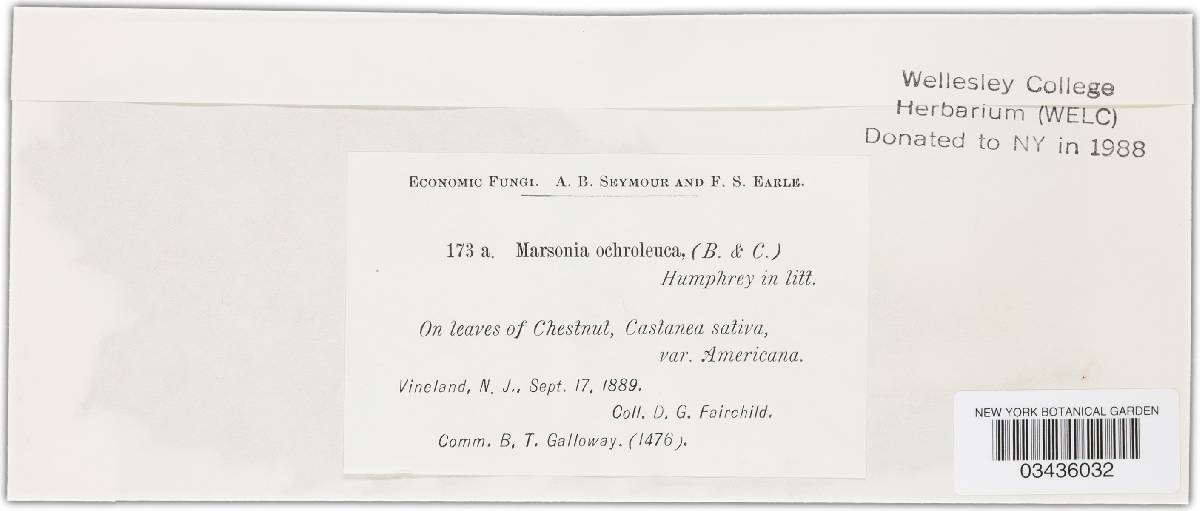 Wellesley College
Herbarium (WELC)
Donated to NY in 1988
ECONOMIC FUNGI. A. B. SEYMOUR AND F. S. EARLE.
173 a. Marsonia ochroleuca, (B. & C.)
Humphrey in litt.
On leaves of Chestnut, Castanea sativa,
var. Americana.
Vineland, N. J., Sept. 17, 1889.
Coll. D. G. Fairchild.
Comm. B. T. Galloway. (1476).
NEW YORK BOTANICAL GARDEN
03436032